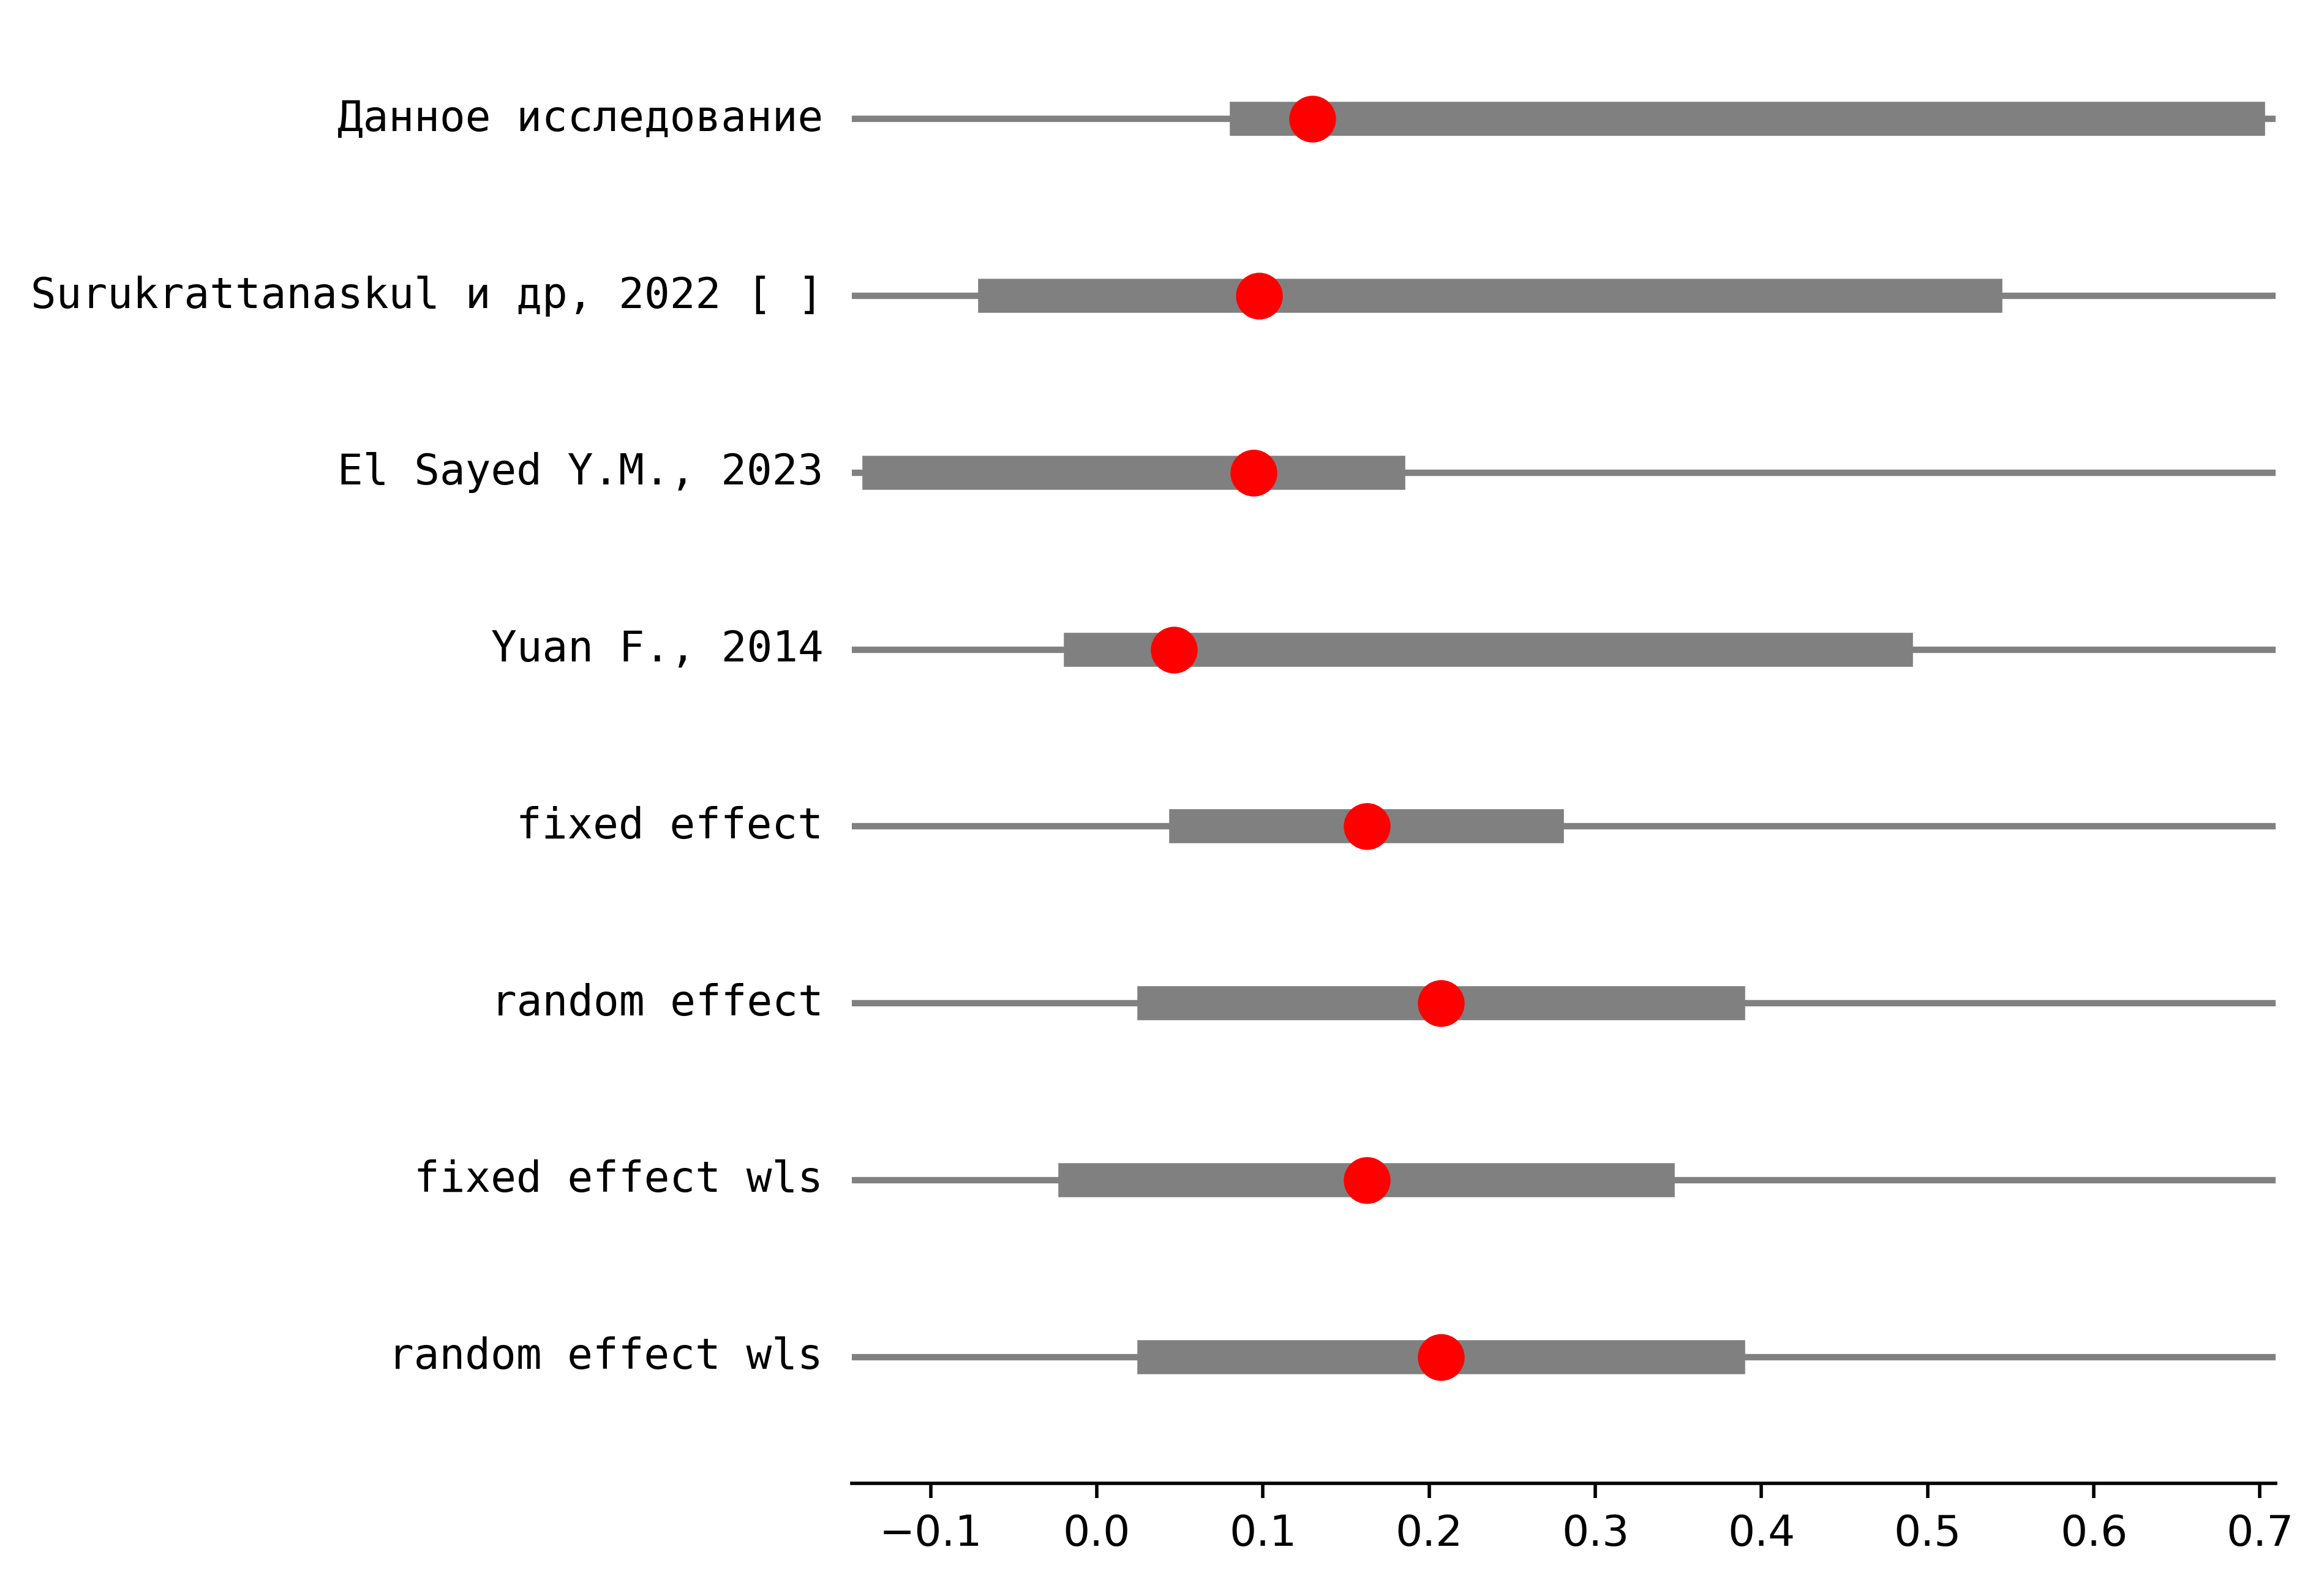 Данное исследование
Surukrattanaskul и др, 2022 [ ]
El Sayed Y.M., 2023
Yuan F., 2014
fixed effect
random effect
fixed effect wls
random effect wls
−0.1 0.0 0.1 0.2 0.3 0.4 0.5 0.6 0.7